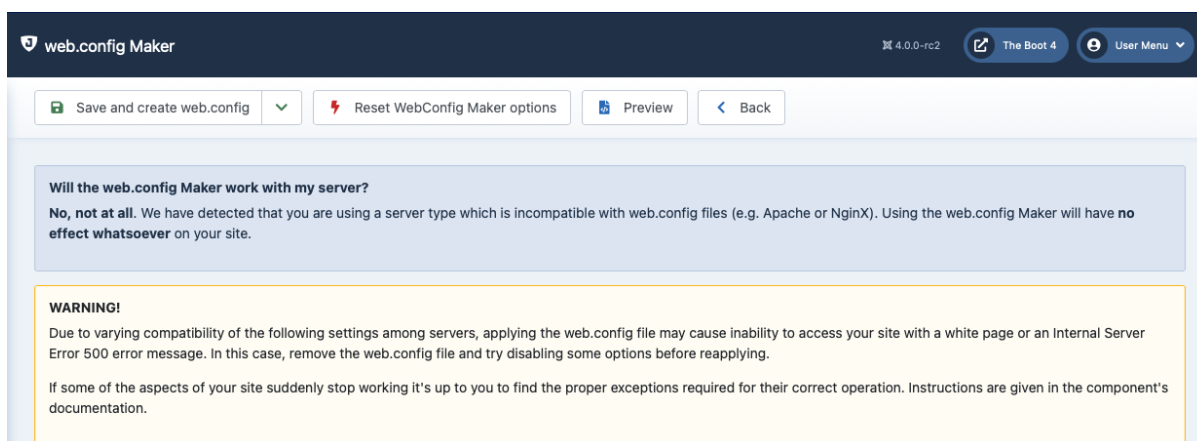 web.config Maker
4.0.0-rc2
The Boot 4
User Menu
Save and create web.config
Reset WebConfig Maker options
Preview
Back
Will the web.config Maker work with my server?
No, not at all. We have detected that you are using a server type which is incompatible with web.config files (e.g. Apache or NginX). Using the web.config Maker will have no
effect whatsoever on your site.
WARNING!
Due to varying compatibility of the following settings among servers, applying the web.config file may cause inability to access your site with a white page or an Internal Server
Error 500 error message. In this case, remove the web.config file and try disabling some options before reapplying.
If some of the aspects of your site suddenly stop working it's up to you to find the proper exceptions required for their correct operation. Instructions are given in the component's
documentation.